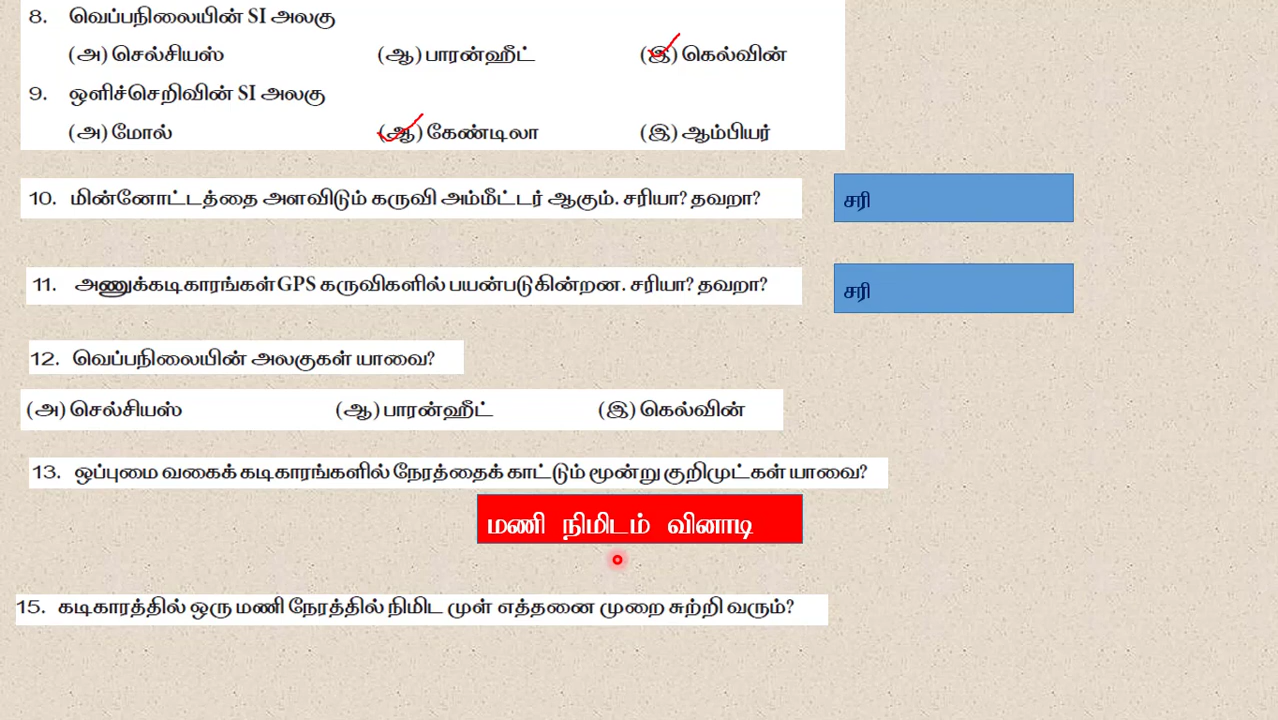 8. வெப்பநிலையின் SI அலகு
(அ) செல்சியஸ் (ஆ) பாரன்ஹீட் (இ) கெல்வின்
9. ஒளிச்செறிவின் SI அலகு
(அ) மோல் (ஆ) கேண்டிலா (இ) ஆம்பியர்
10. மின்னோட்டத்தை அளவிடும் கருவி அம்மீட்டர் ஆகும். சரியா? தவறா? சரி
11. அணுக்கடிகாரங்கள் GPS கருவிகளில் பயன்படுகின்றன. சரியா? தவறா? சரி
12. வெப்பநிலையின் அலகுகள் யாவை?
(அ) செல்சியஸ் (ஆ) பாரன்ஹீட் (இ) கெல்வின்
13. ஒப்புமை வகைக் கடிகாரங்களில் நேரத்தைக் காட்டும் மூன்று குறிமுட்கள் யாவை?
மணி நிமிடம் வினாடி
15. கடிகாரத்தில் ஒரு மணி நேரத்தில் நிமிட முள் எத்தனை முறை சுற்றி வரும்?